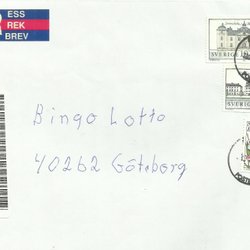 R
ESS
REK
BREV
SVERIGE
SVERIGE
Bingo Lotto
40262 Göteborg